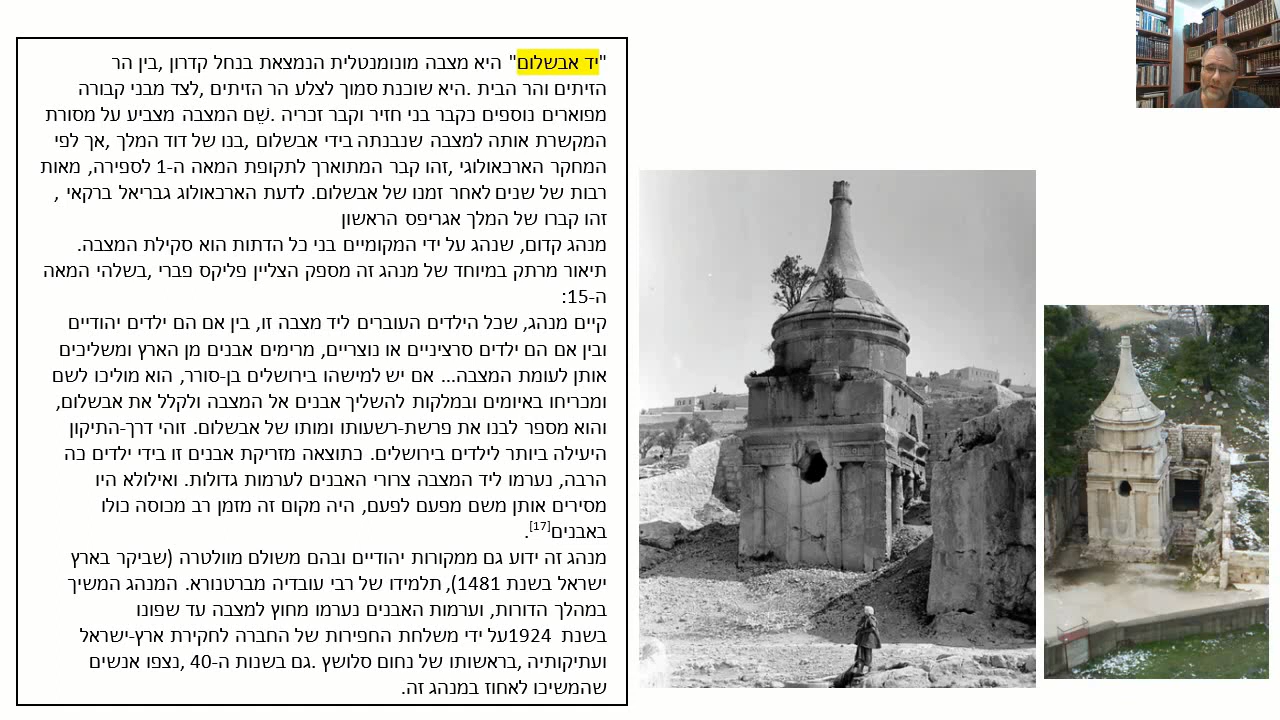 "יד אבשלום" היא מצבה מונומנטלית הנמצאת בנחל קדרון ,בין הר
הזיתים והר הבית .היא שוכנת סמוך לצלע הר הזיתים ,לצד מבני קבורה
מפוארים נוספים כקבר בני חזיר וקבר זכריה .שֵׁם המצבה מצביע על מסורת
המקשרת אותה למצבה שנבנתה בידי אבשלום ,בנו של דוד המלך ,אך לפי
המחקר הארכאולוגי ,זהו קבר המתוארך לתקופת המאה ה-1 לספירה, מאות
רבות של שנים לאחר זמנו של אבשלום. לדעת הארכאולוג גבריאל ברקאי ,
זהו קברו של המלך אגריפס הראשון
מנהג קדום, שנהג על ידי המקומיים בני כל הדתות הוא סקילת המצבה.
תיאור מרתק במיוחד של מנהג זה מספק הצליין פליקס פברי ,בשלהי המאה
ה-15:
קיים מנהג, שכל הילדים העוברים ליד מצבה זו, בין אם הם ילדים יהודיים
ובין אם הם ילדים סרציניים או נוצריים, מרימים אבנים מן הארץ ומשליכים
אותן לעומת המצבה... אם יש למישהו בירושלים בן-סורר, הוא מוליכו לשם
ומכריחו באיומים ובמלקות להשליך אבנים אל המצבה ולקלל את אבשלום,
והוא מספר לבנו את פרשת-רשעותו ומותו של אבשלום. זוהי דרך-התיקון
היעילה ביותר לילדים בירושלים. כתוצאה מזריקת אבנים זו בידי ילדים כה
הרבה, נערמו ליד המצבה צרורי האבנים לערמות גדולות. ואילולא היו
מסירים אותן משם מפעם לפעם, היה מקום זה מזמן רב מכוסה כולו
באבנים[17].
מנהג זה ידוע גם ממקורות יהודיים ובהם משולם מוולטרה (שביקר בארץ
ישראל בשנת 1481), תלמידו של רבי עובדיה מברטנורא. המנהג המשיך
במהלך הדורות, וערמות האבנים נערמו מחוץ למצבה עד שפונו
בשנת 1924על ידי משלחת החפירות של החברה לחקירת ארץ-ישראל
ועתיקותיה ,בראשותו של נחום סלושץ .גם בשנות ה-40 ,נצפו אנשים
שהמשיכו לאחוז במנהג זה.